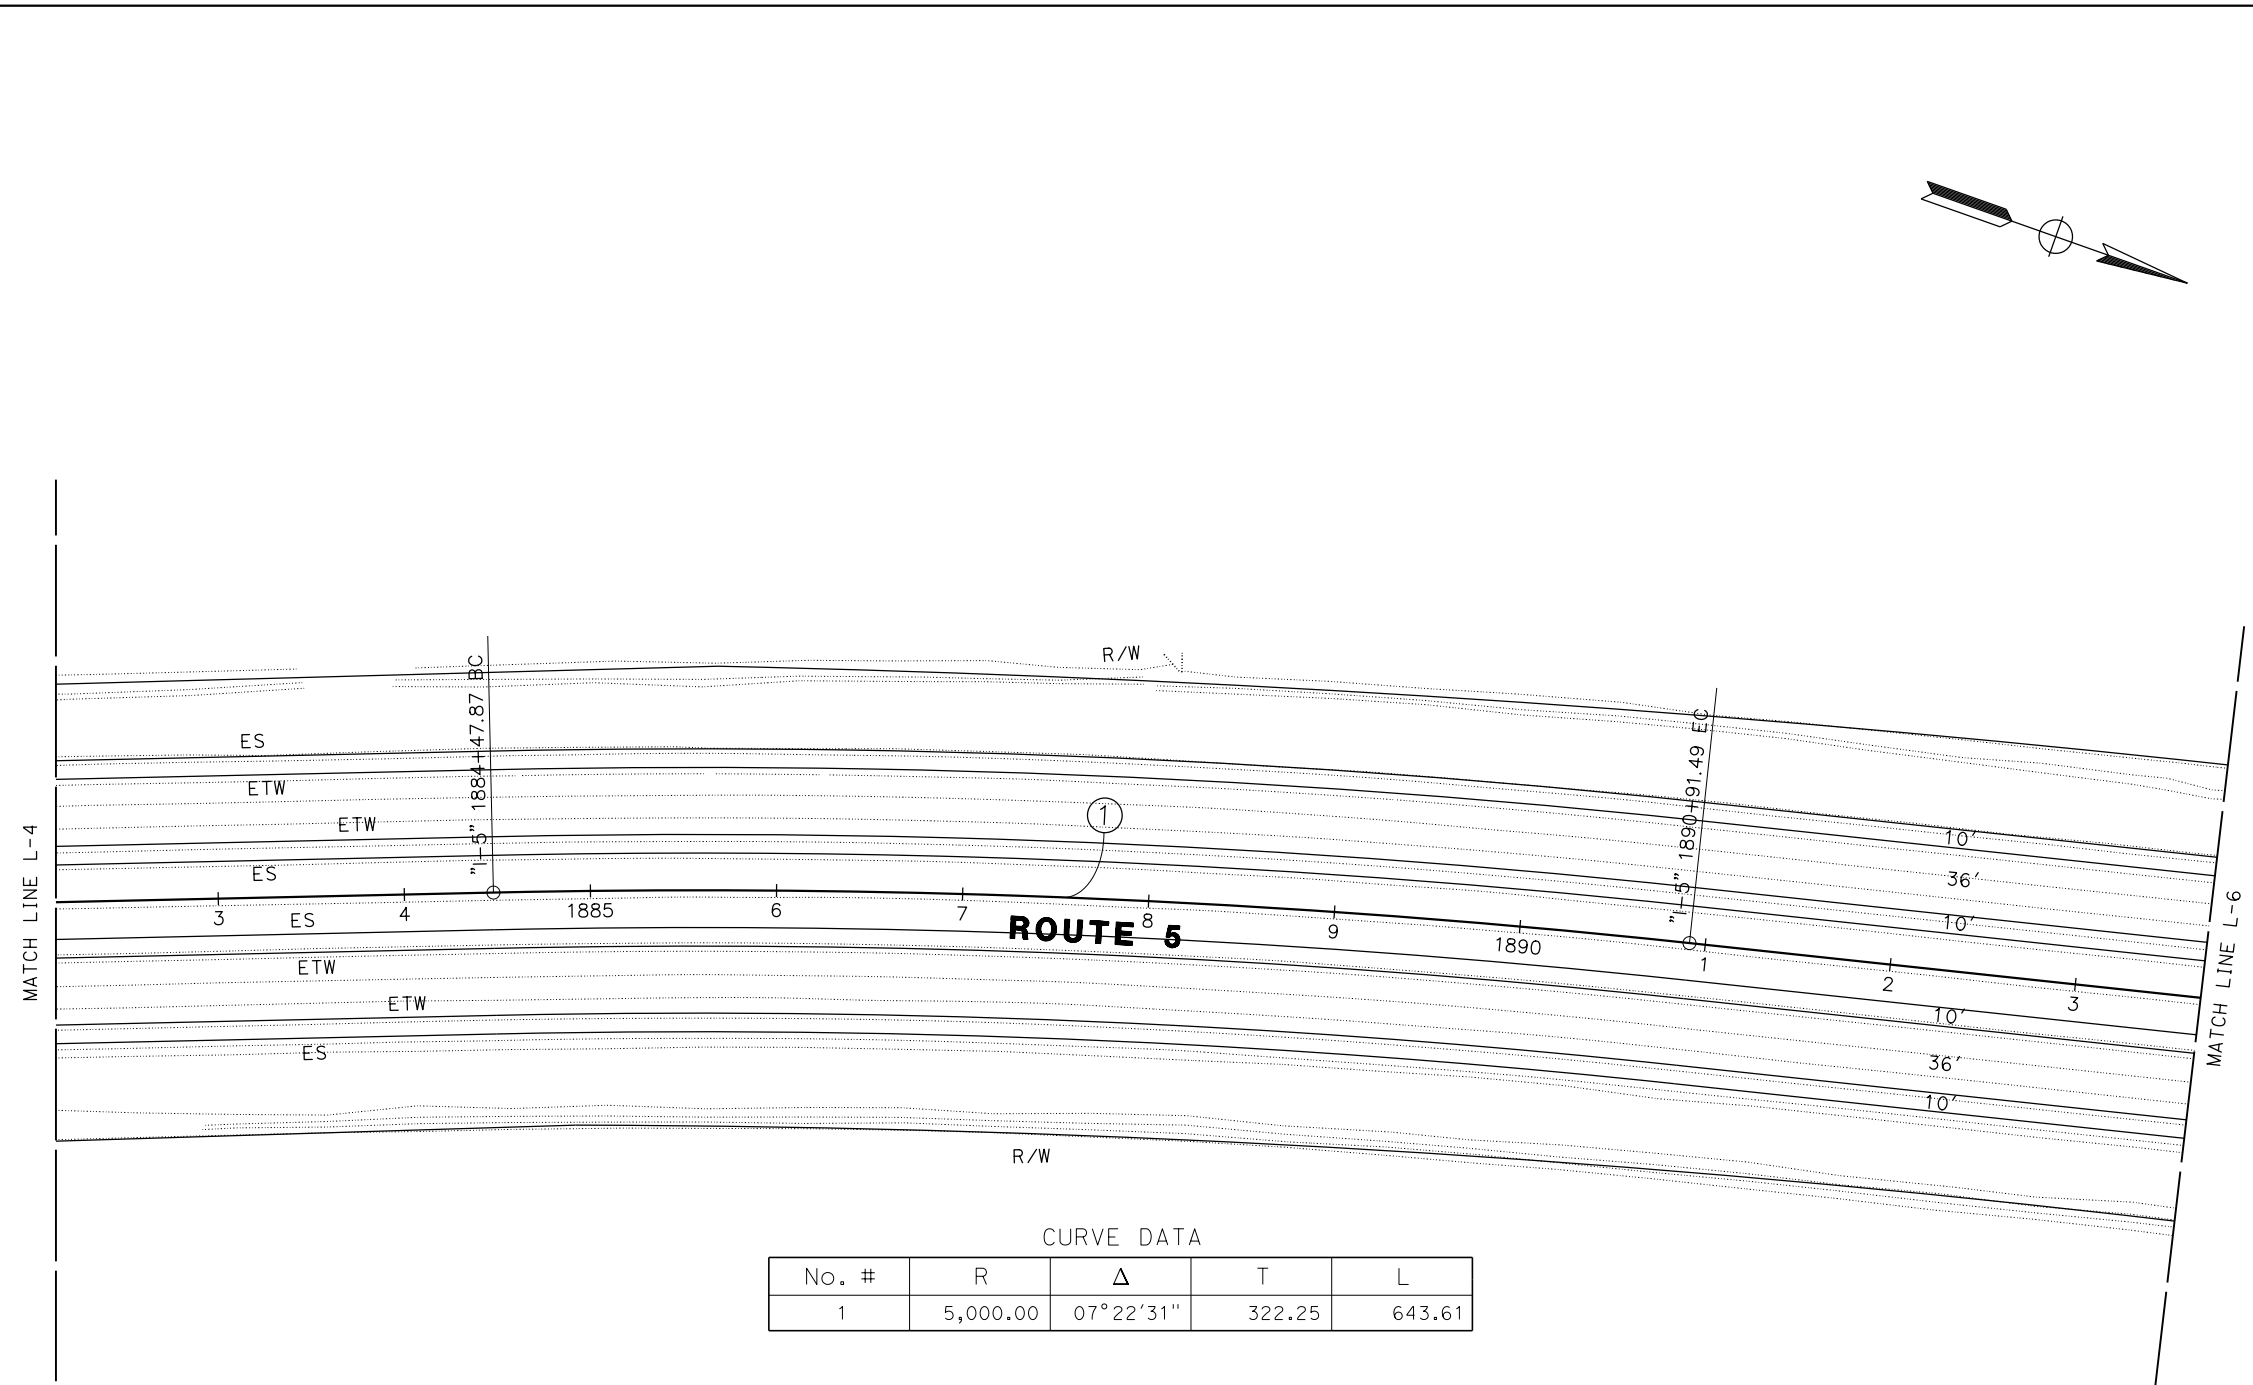 R/W
"I-5" 1884+47.87 BC
"I-5" 1890+91.49 EC
ES
ETW
ETW
ES
1
10'
36'
10'
MATCH LINE L-4
MATCH LINE L-6
3
4
1885
6
7
8
9
1890
1
2
3
ROUTE 5
ES
ETW
ETW
ES
10'
36'
10'
R/W
CURVE DATA
No. # R Δ T L
1 5,000.00 07°22'31" 322.25 643.61